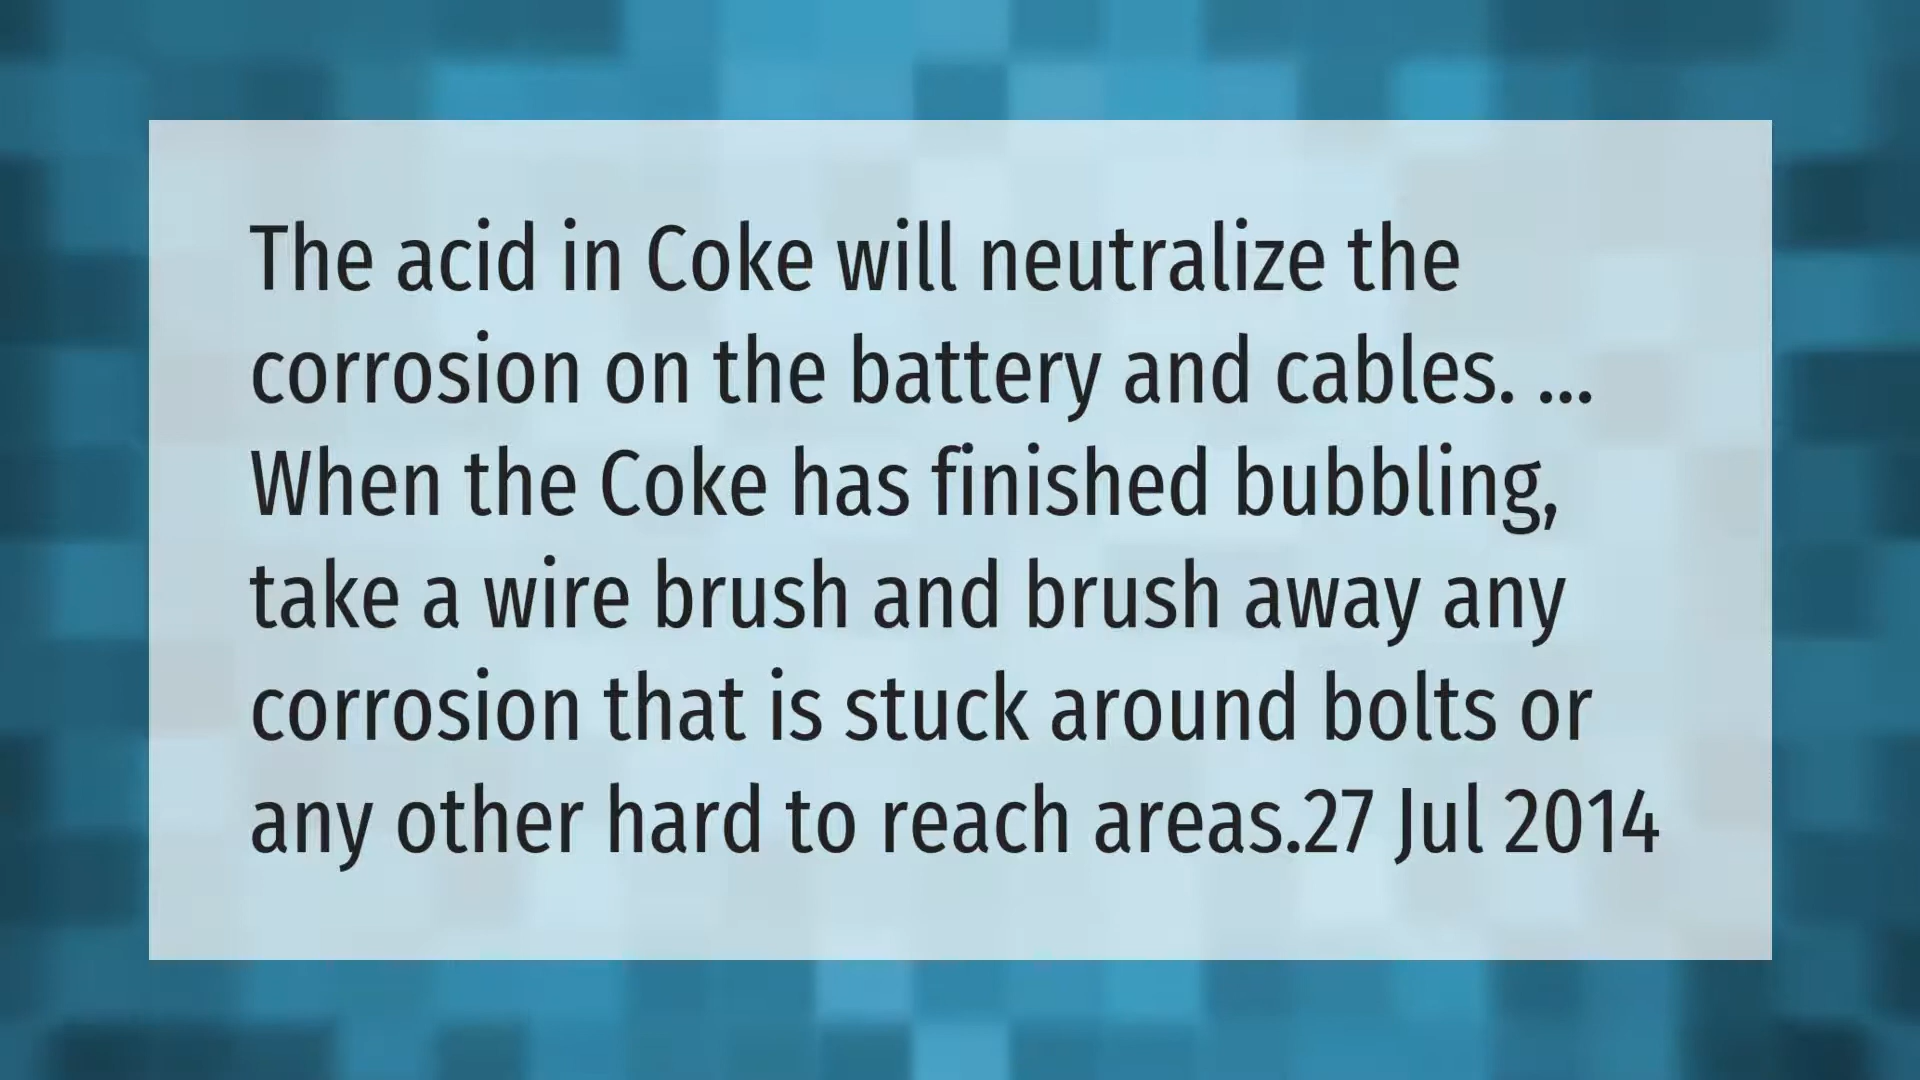 The acid in Coke will neutralize the
corrosion on the battery and cables. ...
When the Coke has finished bubbling,
take a wire brush and brush away any
corrosion that is stuck around bolts or
any other hard to reach areas.27 Jul 2014